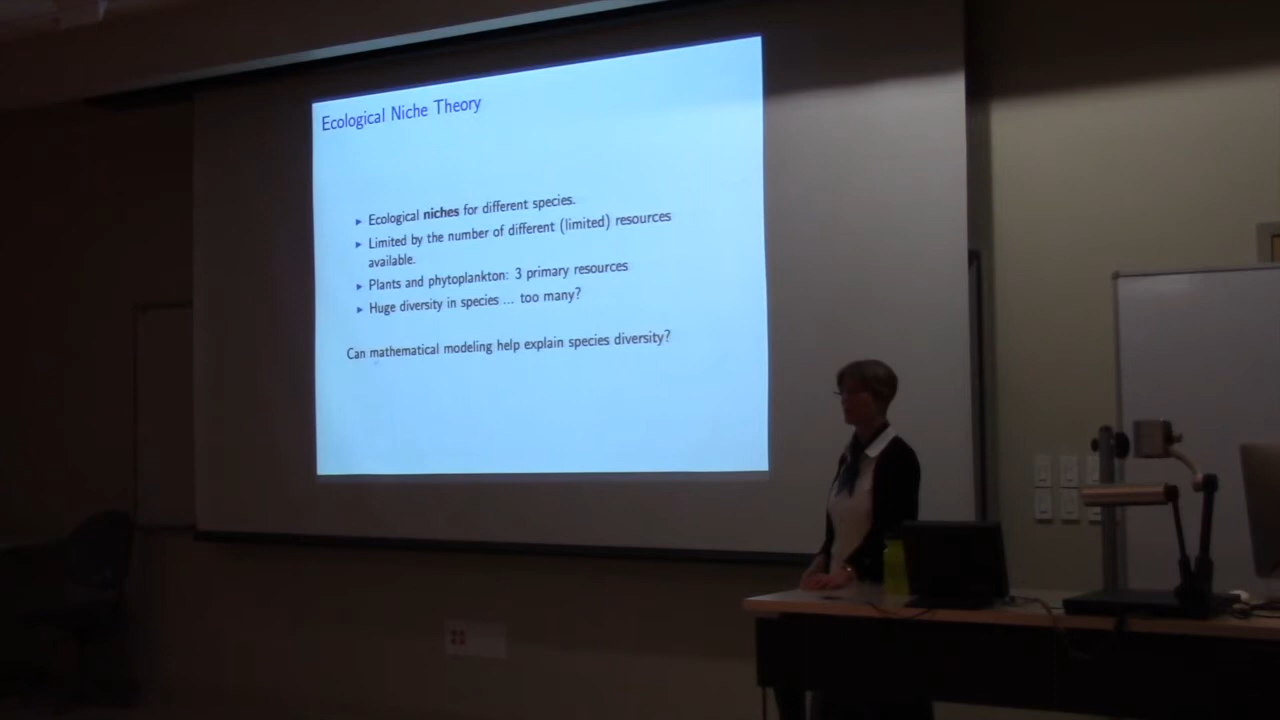 Ecological Niche Theory
▸ Ecological niches for different species.
▸ Limited by the number of different (limited) resources
available.
▸ Plants and phytoplankton: 3 primary resources
▸ Huge diversity in species ... too many?
Can mathematical modeling help explain species diversity?